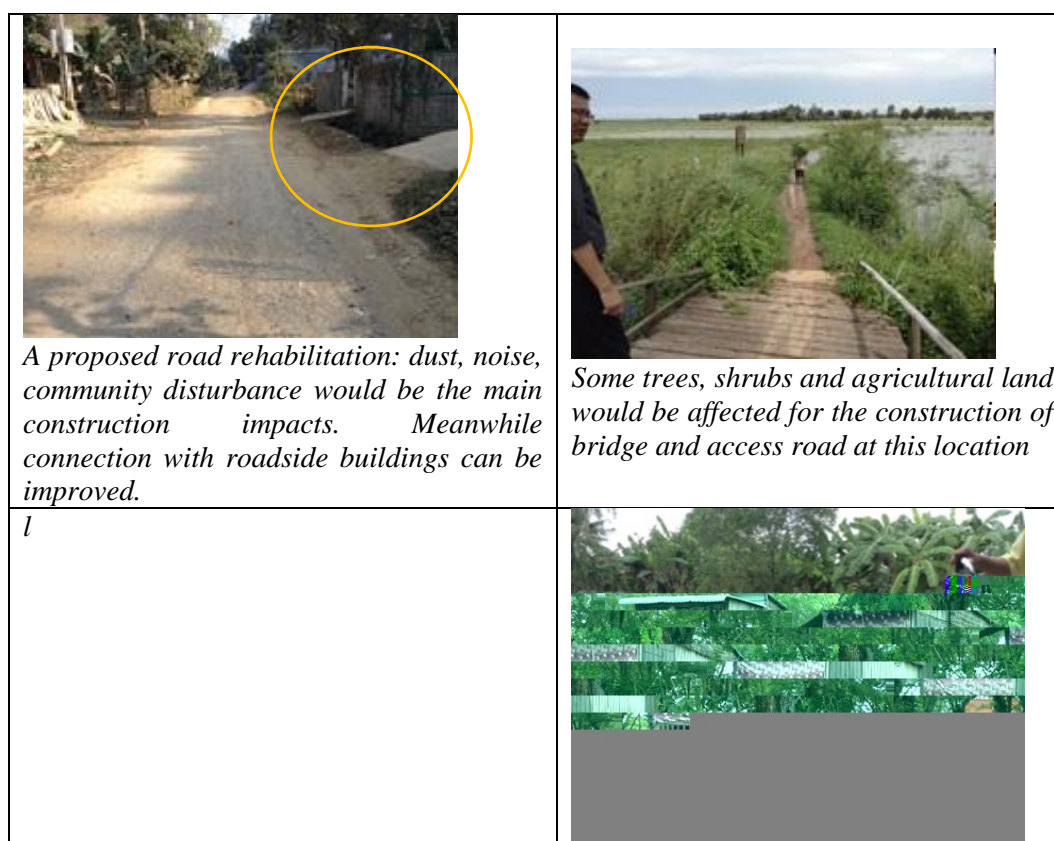 A proposed road rehabilitation: dust, noise,
community disturbance would be the main
construction impacts. Meanwhile
connection with roadside buildings can be
improved.
Some trees, shrubs and agricultural land
would be affected for the construction of
bridge and access road at this location
l